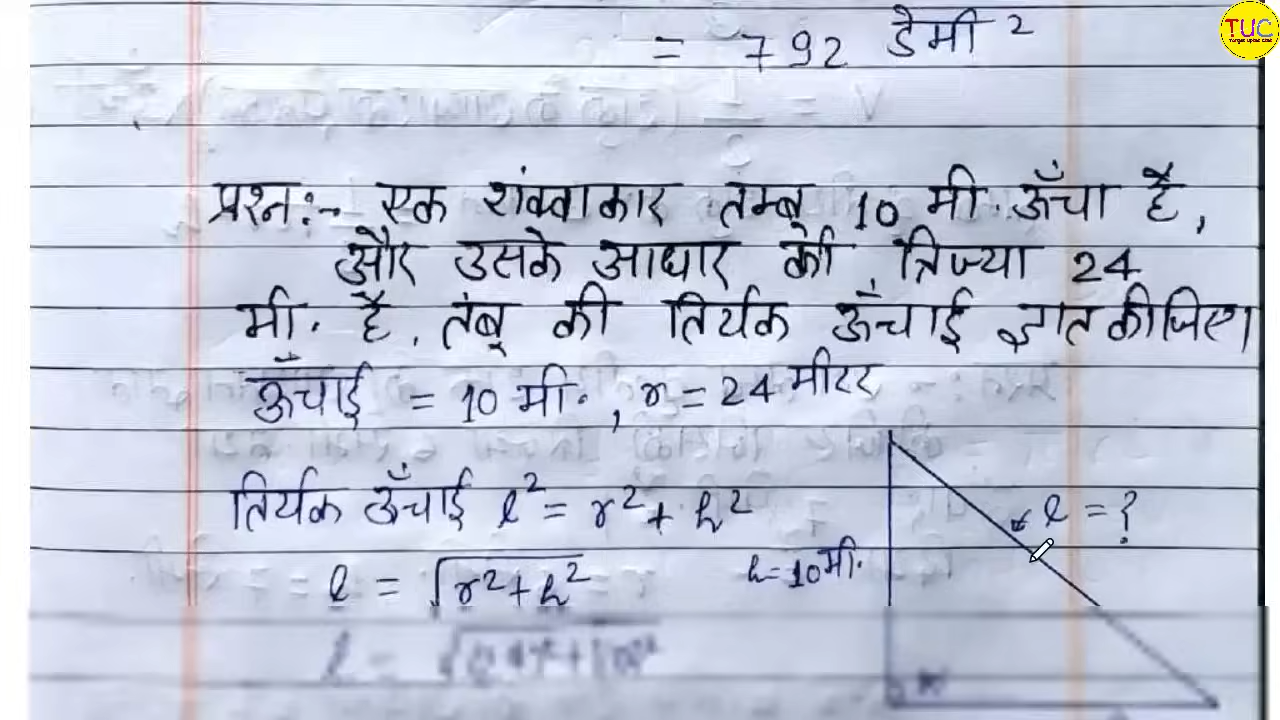 TUC
= 792 डेमी ²
प्रश्न:- एक शंक्वाकार तम्बू 10 मी. ऊँचा है,
और उसके आधार की त्रिज्या 24
मी. है. तंबू की तिर्यक ऊँचाई ज्ञात कीजिए।
ऊँचाई = 10 मी., r = 24 मीटर
तिर्यक ऊँचाई l² = r² + h²
l = ?
l = √r² + h²
h = 10 मी.